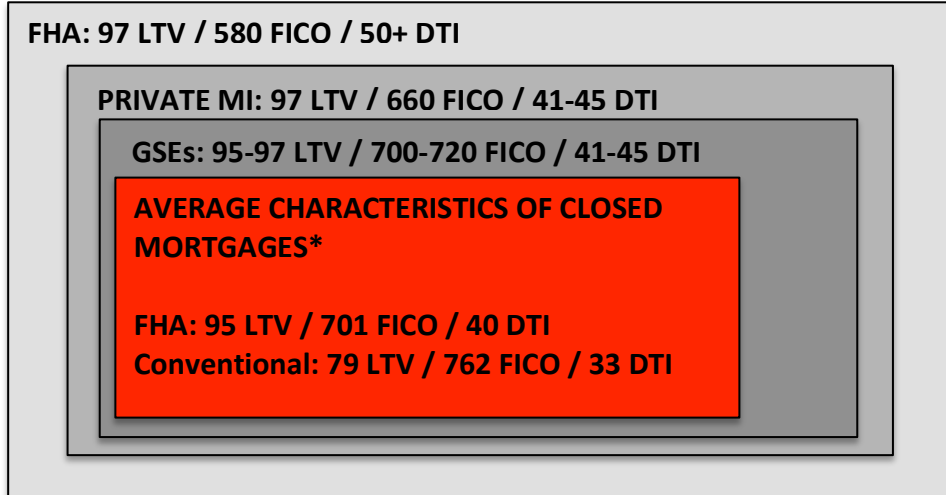 FHA: 97 LTV / 580 FICO / 50+ DTI
PRIVATE MI: 97 LTV / 660 FICO / 41-45 DTI
GSEs: 95-97 LTV / 700-720 FICO / 41-45 DTI
AVERAGE CHARACTERISTICS OF CLOSED
MORTGAGES*
FHA: 95 LTV / 701 FICO / 40 DTI
Conventional: 79 LTV / 762 FICO / 33 DTI